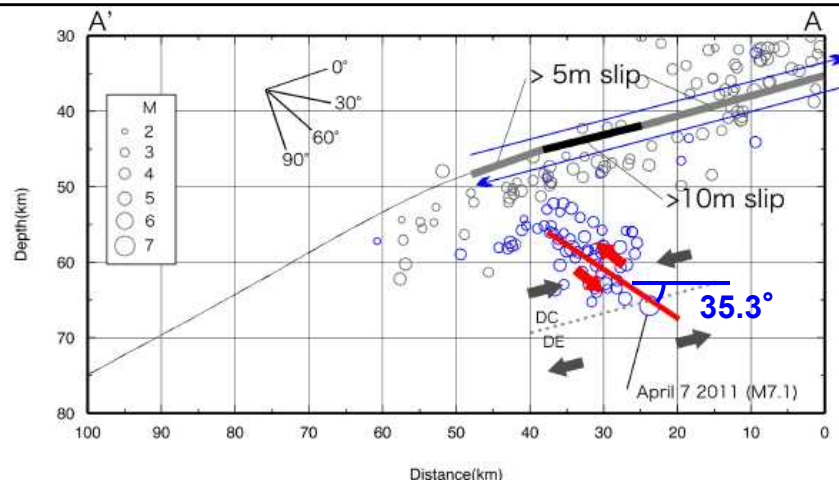 A'
A
30
40
50
60
70
80
Depth(km)
M
2
3
4
5
6
7
0°
30°
60°
90°
> 5m slip
>10m slip
35.3°
DC
DE
April 7 2011 (M7.1)
100
90
80
70
60
50
40
30
20
10
0
Distance(km)